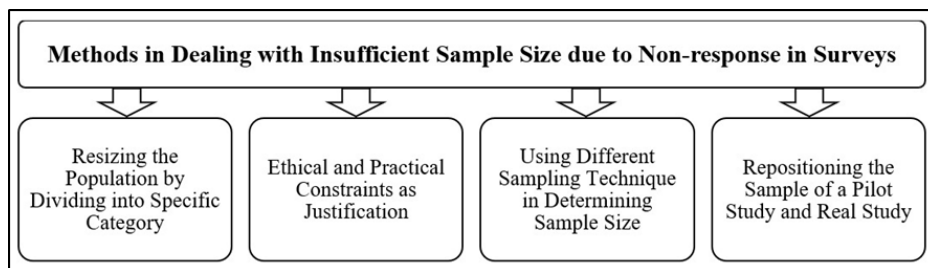 Methods in Dealing with Insufficient Sample Size due to Non-response in Surveys
Resizing the
Population by
Dividing into Specific
Category
Ethical and Practical
Constraints as
Justification
Using Different
Sampling Technique
in Determining
Sample Size
Repositioning the
Sample of a Pilot
Study and Real Study